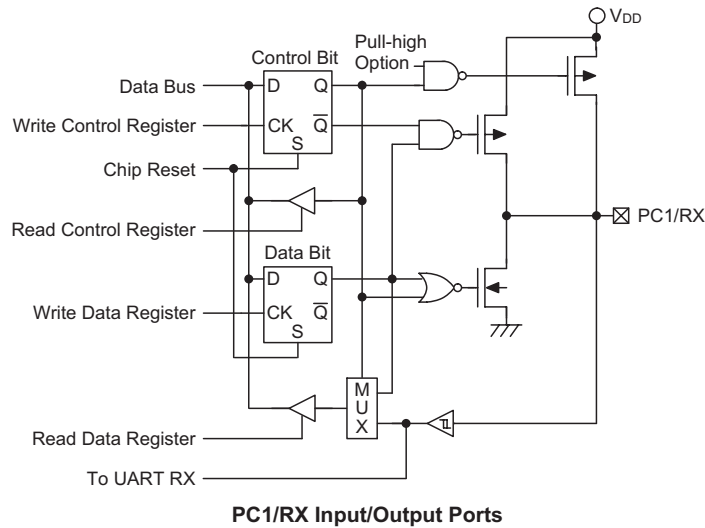 VDD
Control Bit
Pull-high
Option
Data Bus
D
Q
Write Control Register
CK
Q̅
S
Chip Reset
Read Control Register
PC1/RX
Data Bit
D
Q
Write Data Register
CK
Q̅
S
M
U
X
Read Data Register
To UART RX
PC1/RX Input/Output Ports